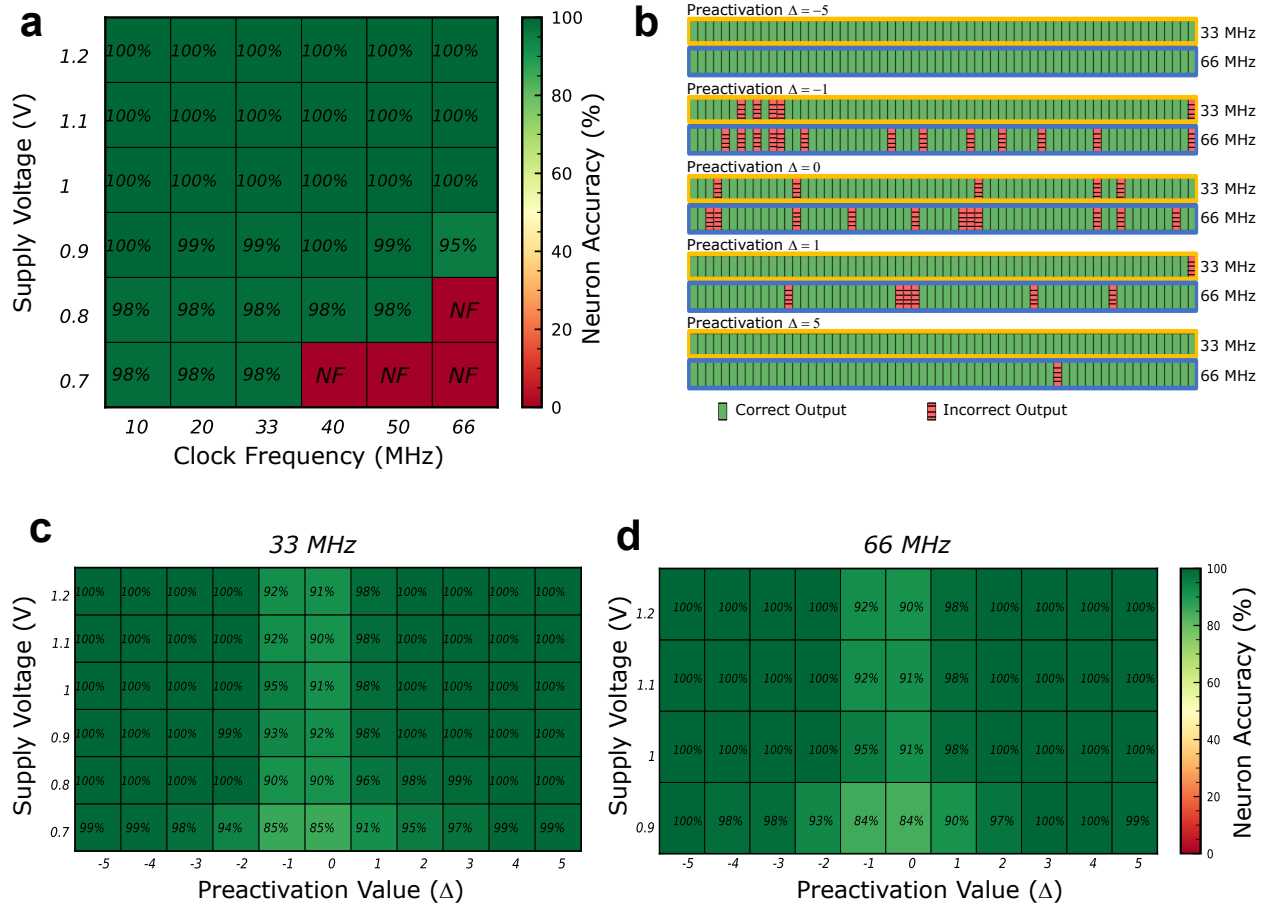 a
Supply Voltage (V)
1.2 100% 100% 100% 100% 100% 100%
1.1 100% 100% 100% 100% 100% 100%
1 100% 100% 100% 100% 100% 100%
0.9 100% 99% 99% 100% 99% 95%
0.8 98% 98% 98% 98% 98% NF
0.7 98% 98% 98% NF NF NF
10 20 33 40 50 66
Clock Frequency (MHz)
100
80
60
40
20
0
Neuron Accuracy (%)
b
Preactivation Δ = −5
33 MHz
66 MHz
Preactivation Δ = −1
33 MHz
66 MHz
Preactivation Δ = 0
33 MHz
66 MHz
Preactivation Δ = 1
33 MHz
66 MHz
Preactivation Δ = 5
33 MHz
66 MHz
Correct Output Incorrect Output
c
33 MHz
Supply Voltage (V)
1.2 100% 100% 100% 100% 92% 91% 98% 100% 100% 100% 100%
1.1 100% 100% 100% 100% 92% 90% 98% 100% 100% 100% 100%
1 100% 100% 100% 100% 95% 91% 98% 100% 100% 100% 100%
0.9 100% 100% 100% 99% 93% 92% 98% 100% 100% 100% 100%
0.8 100% 100% 100% 100% 90% 90% 96% 98% 99% 100% 100%
0.7 99% 99% 98% 94% 85% 85% 91% 95% 97% 99% 99%
-5 -4 -3 -2 -1 0 1 2 3 4 5
Preactivation Value (Δ)
d
66 MHz
Supply Voltage (V)
1.2 100% 100% 100% 100% 92% 90% 98% 100% 100% 100% 100%
1.1 100% 100% 100% 100% 92% 91% 98% 100% 100% 100% 100%
1 100% 100% 100% 100% 95% 91% 98% 100% 100% 100% 100%
0.9 100% 98% 98% 93% 84% 84% 90% 97% 100% 100% 99%
-5 -4 -3 -2 -1 0 1 2 3 4 5
Preactivation Value (Δ)
100
80
60
40
20
0
Neuron Accuracy (%)